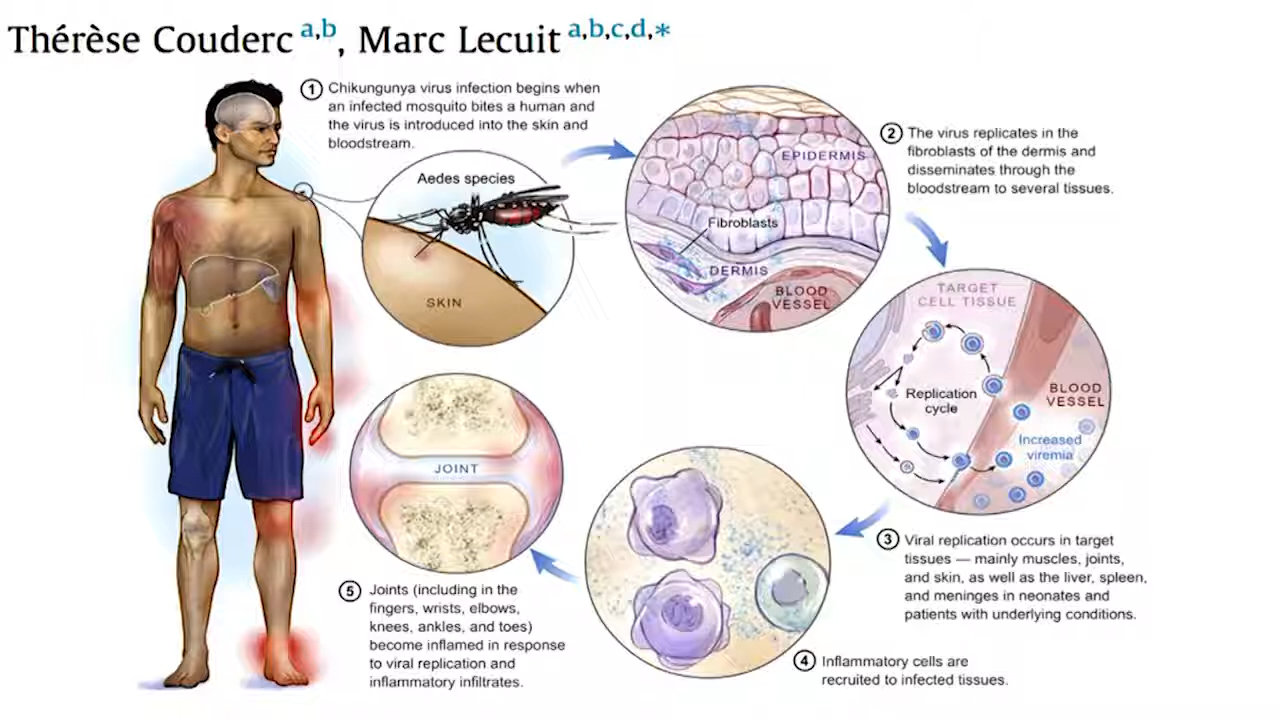 Thérèse Couderc a,b, Marc Lecuit a,b,c,d,*
1 Chikungunya virus infection begins when
an infected mosquito bites a human and
the virus is introduced into the skin and
bloodstream.
Aedes species
SKIN
EPIDERMIS
Fibroblasts
DERMIS
BLOOD
VESSEL
2 The virus replicates in the
fibroblasts of the dermis and
disseminates through the
bloodstream to several tissues.
TARGET
CELL TISSUE
Replication
cycle
BLOOD
VESSEL
Increased
viremia
3 Viral replication occurs in target
tissues — mainly muscles, joints,
and skin, as well as the liver, spleen,
and meninges in neonates and
patients with underlying conditions.
4 Inflammatory cells are
recruited to infected tissues.
JOINT
5 Joints (including in the
fingers, wrists, elbows,
knees, ankles, and toes)
become inflamed in response
to viral replication and
inflammatory infiltrates.